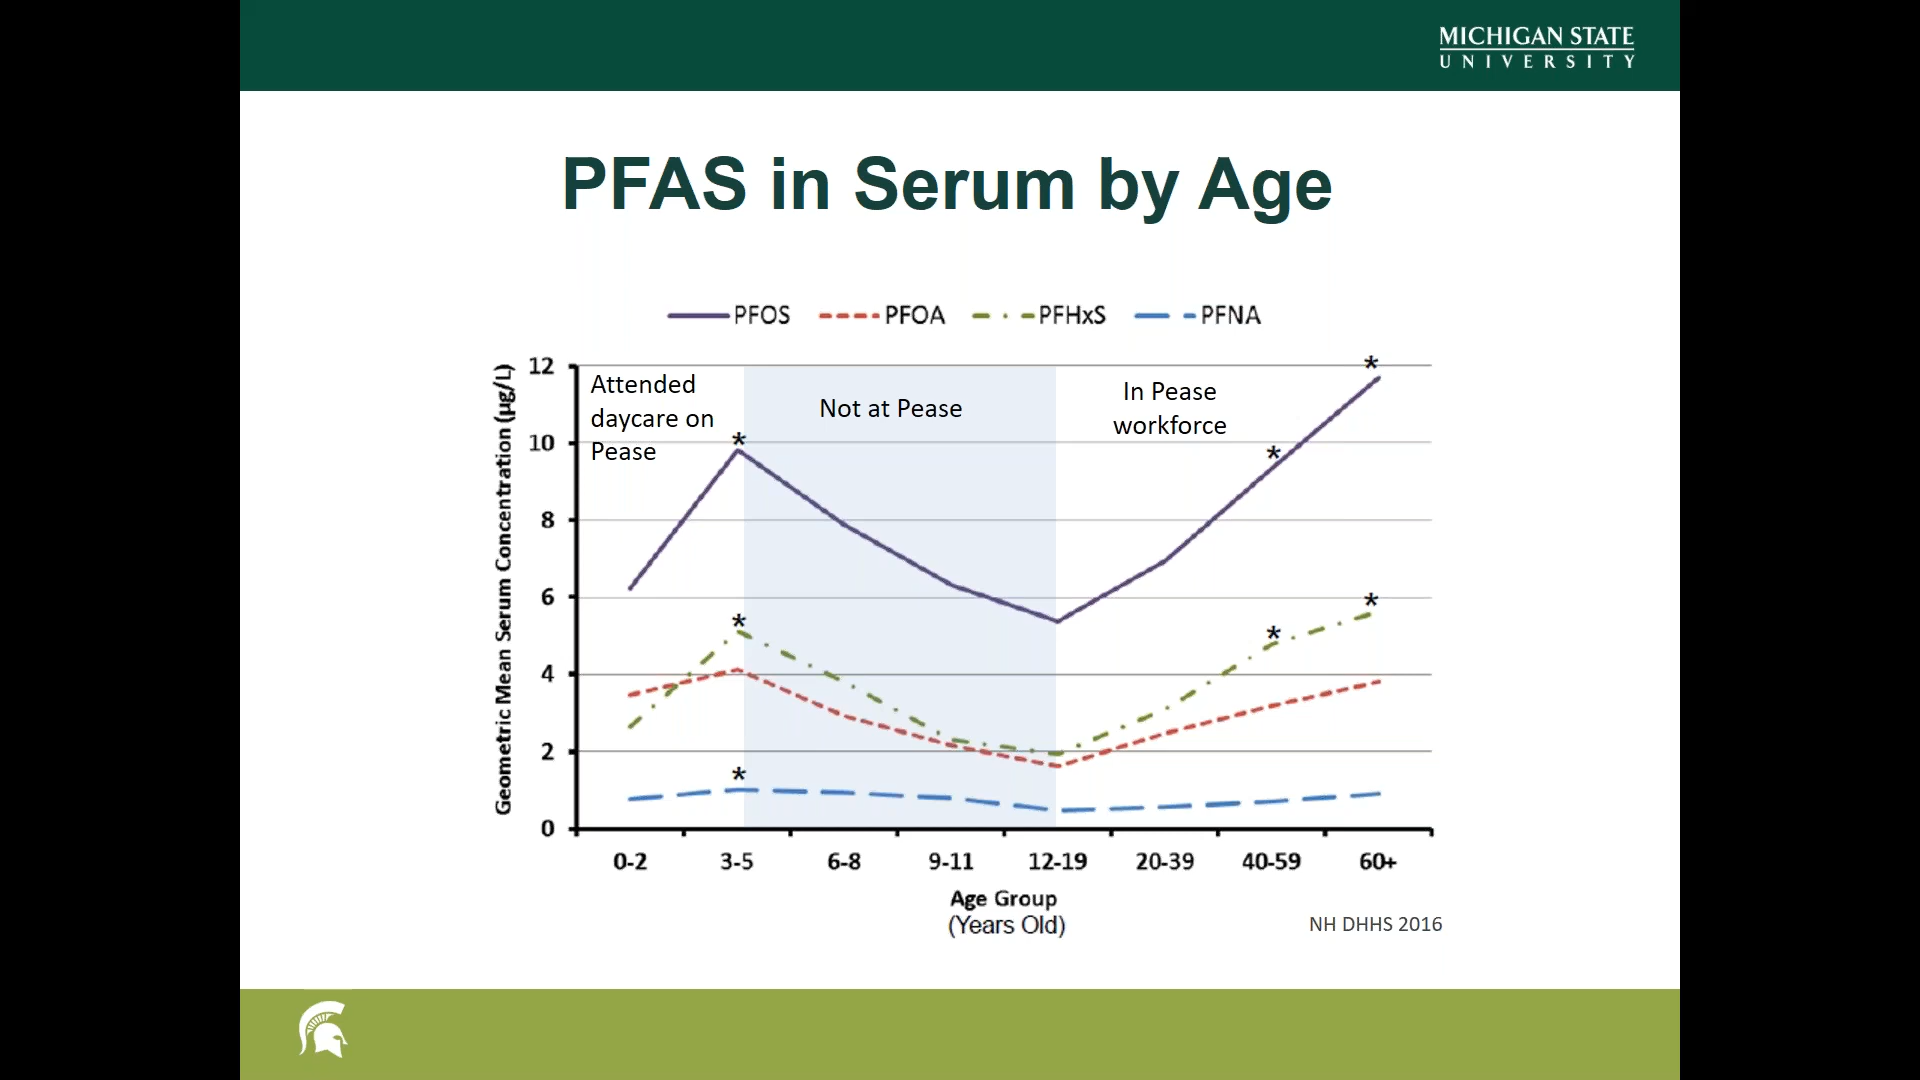 MICHIGAN STATE
UNIVERSITY
PFAS in Serum by Age
PFOS PFOA PFHxS PFNA
Geometric Mean Serum Concentration (µg/L)
12
10
8
6
4
2
0
Attended
daycare on
Pease
Not at Pease
In Pease
workforce
*
*
*
*
*
*
*
0-2 3-5 6-8 9-11 12-19 20-39 40-59 60+
Age Group
(Years Old)
NH DHHS 2016